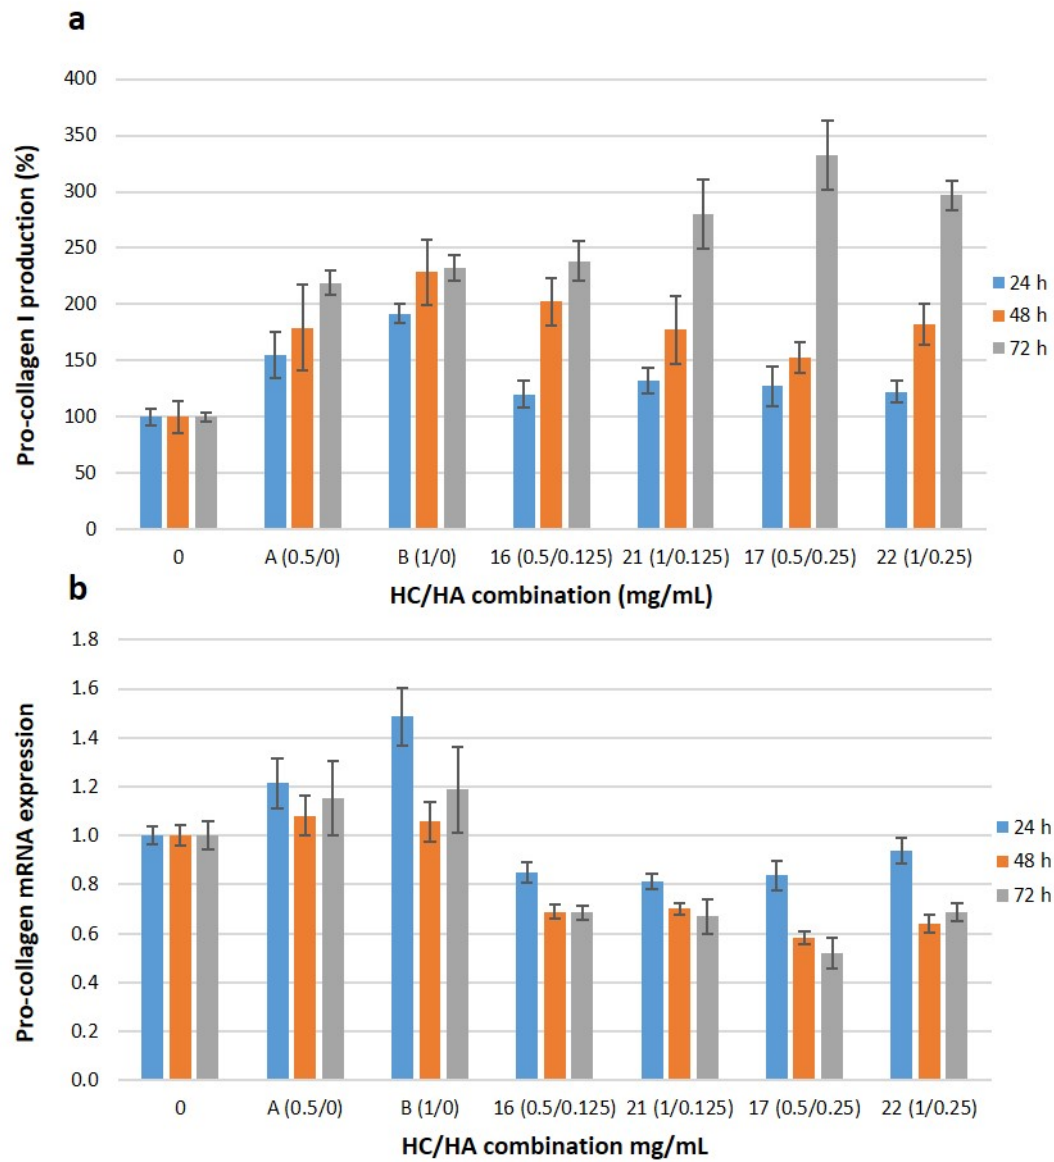 a
400
350
300
250
200
150
100
50
0
Pro-collagen I production (%)
0 A (0.5/0) B (1/0) 16 (0.5/0.125) 21 (1/0.125) 17 (0.5/0.25) 22 (1/0.25)
HC/HA combination (mg/mL)
24 h
48 h
72 h
b
1.8
1.6
1.4
1.2
1.0
0.8
0.6
0.4
0.2
0.0
Pro-collagen mRNA expression
0 A (0.5/0) B (1/0) 16 (0.5/0.125) 21 (1/0.125) 17 (0.5/0.25) 22 (1/0.25)
HC/HA combination mg/mL
24 h
48 h
72 h